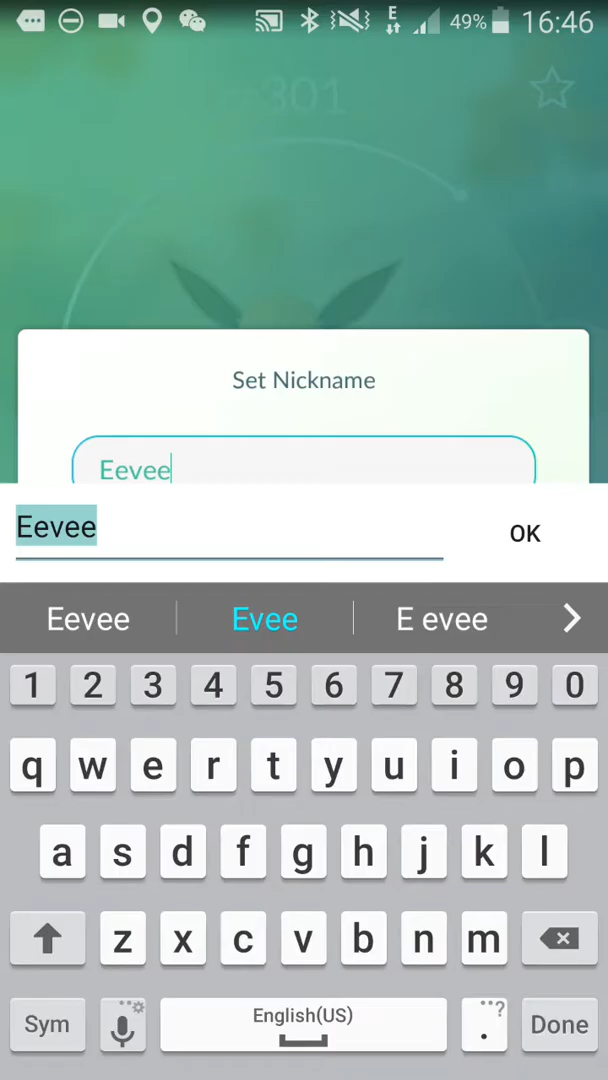 E 49% 16:46
CP301
Set Nickname
Eevee
Eevee OK
Eevee Evee E evee
1 2 3 4 5 6 7 8 9 0
q w e r t y u i o p
a s d f g h j k l
z x c v b n m
Sym English(US) . ? Done